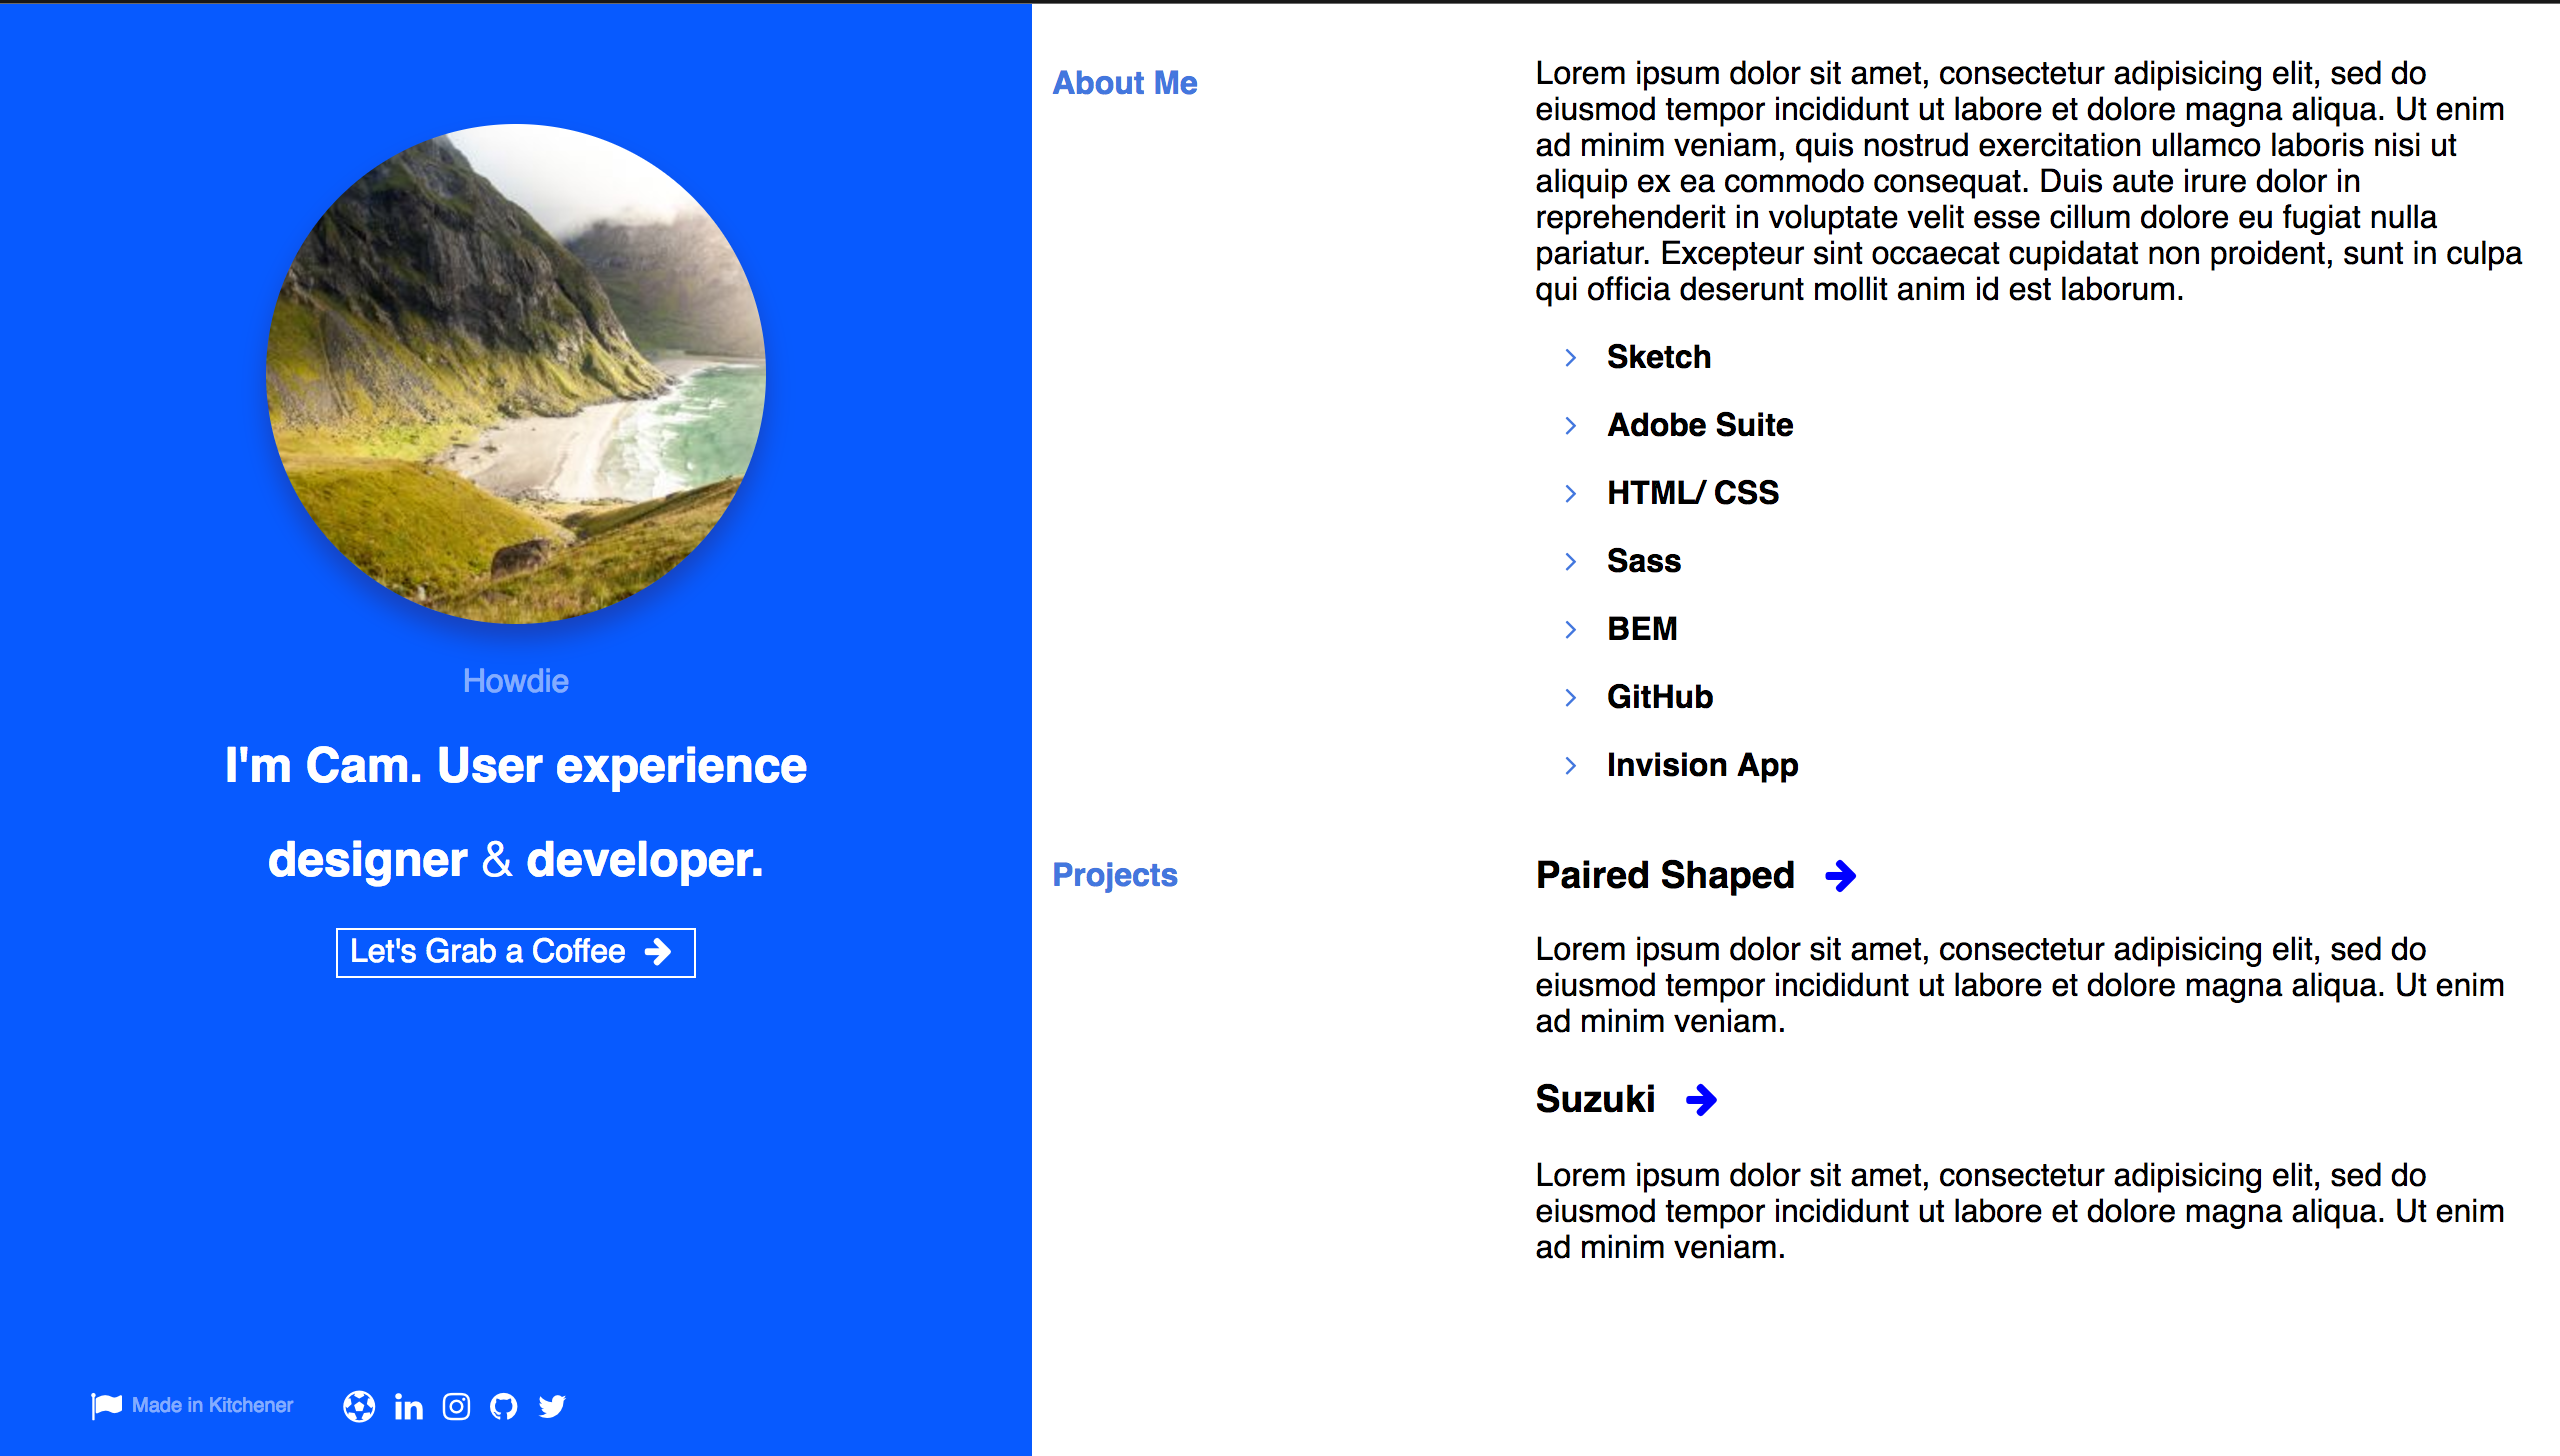 Howdie
I'm Cam. User experience
designer & developer.
Let's Grab a Coffee
Made in Kitchener
About Me
Lorem ipsum dolor sit amet, consectetur adipisicing elit, sed do
eiusmod tempor incididunt ut labore et dolore magna aliqua. Ut enim
ad minim veniam, quis nostrud exercitation ullamco laboris nisi ut
aliquip ex ea commodo consequat. Duis aute irure dolor in
reprehenderit in voluptate velit esse cillum dolore eu fugiat nulla
pariatur. Excepteur sint occaecat cupidatat non proident, sunt in culpa
qui officia deserunt mollit anim id est laborum.
Sketch
Adobe Suite
HTML/ CSS
Sass
BEM
GitHub
Invision App
Projects
Paired Shaped
Lorem ipsum dolor sit amet, consectetur adipisicing elit, sed do
eiusmod tempor incididunt ut labore et dolore magna aliqua. Ut enim
ad minim veniam.
Suzuki
Lorem ipsum dolor sit amet, consectetur adipisicing elit, sed do
eiusmod tempor incididunt ut labore et dolore magna aliqua. Ut enim
ad minim veniam.